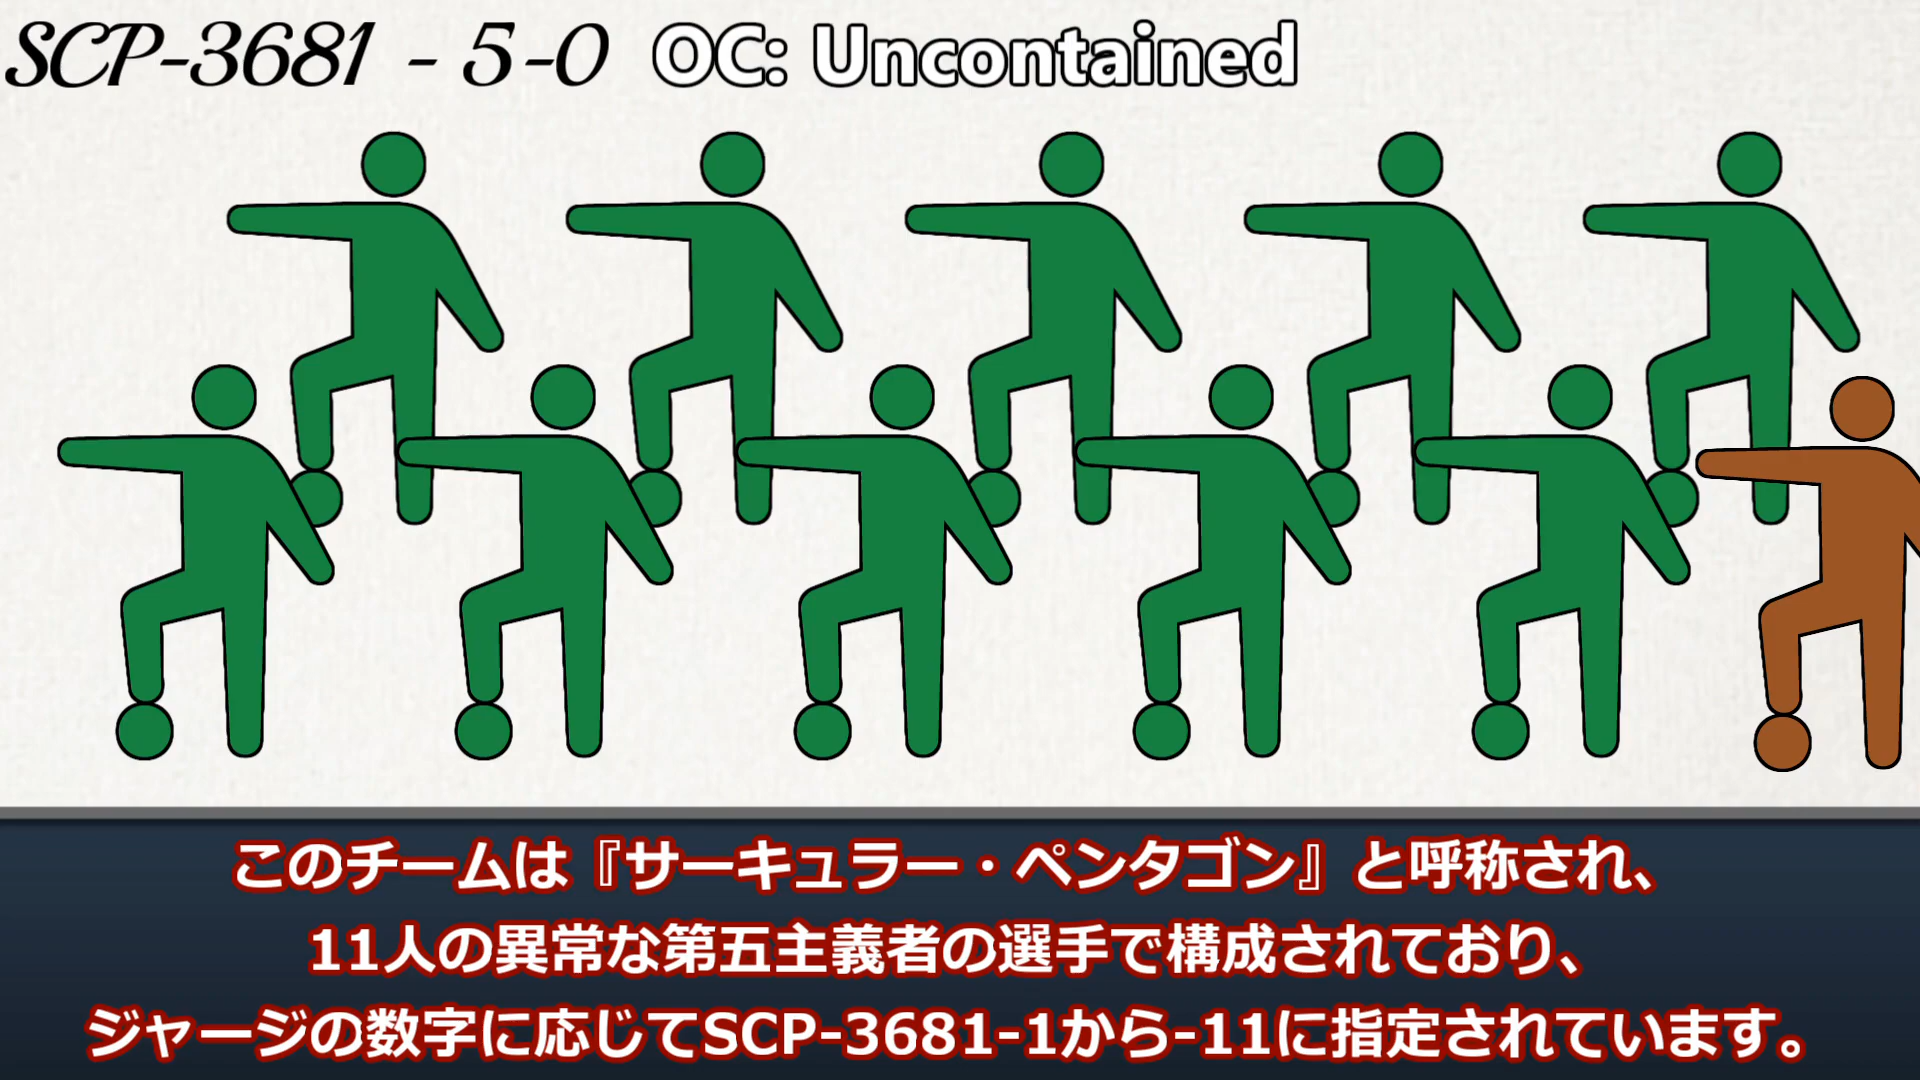 SCP-3681 - 5-0 OC: Uncontained
このチームは『サーキュラー・ペンタゴン』と呼称され、
11人の異常な第五主義者の選手で構成されており、
ジャージの数字に応じてSCP-3681-1から-11に指定されています。